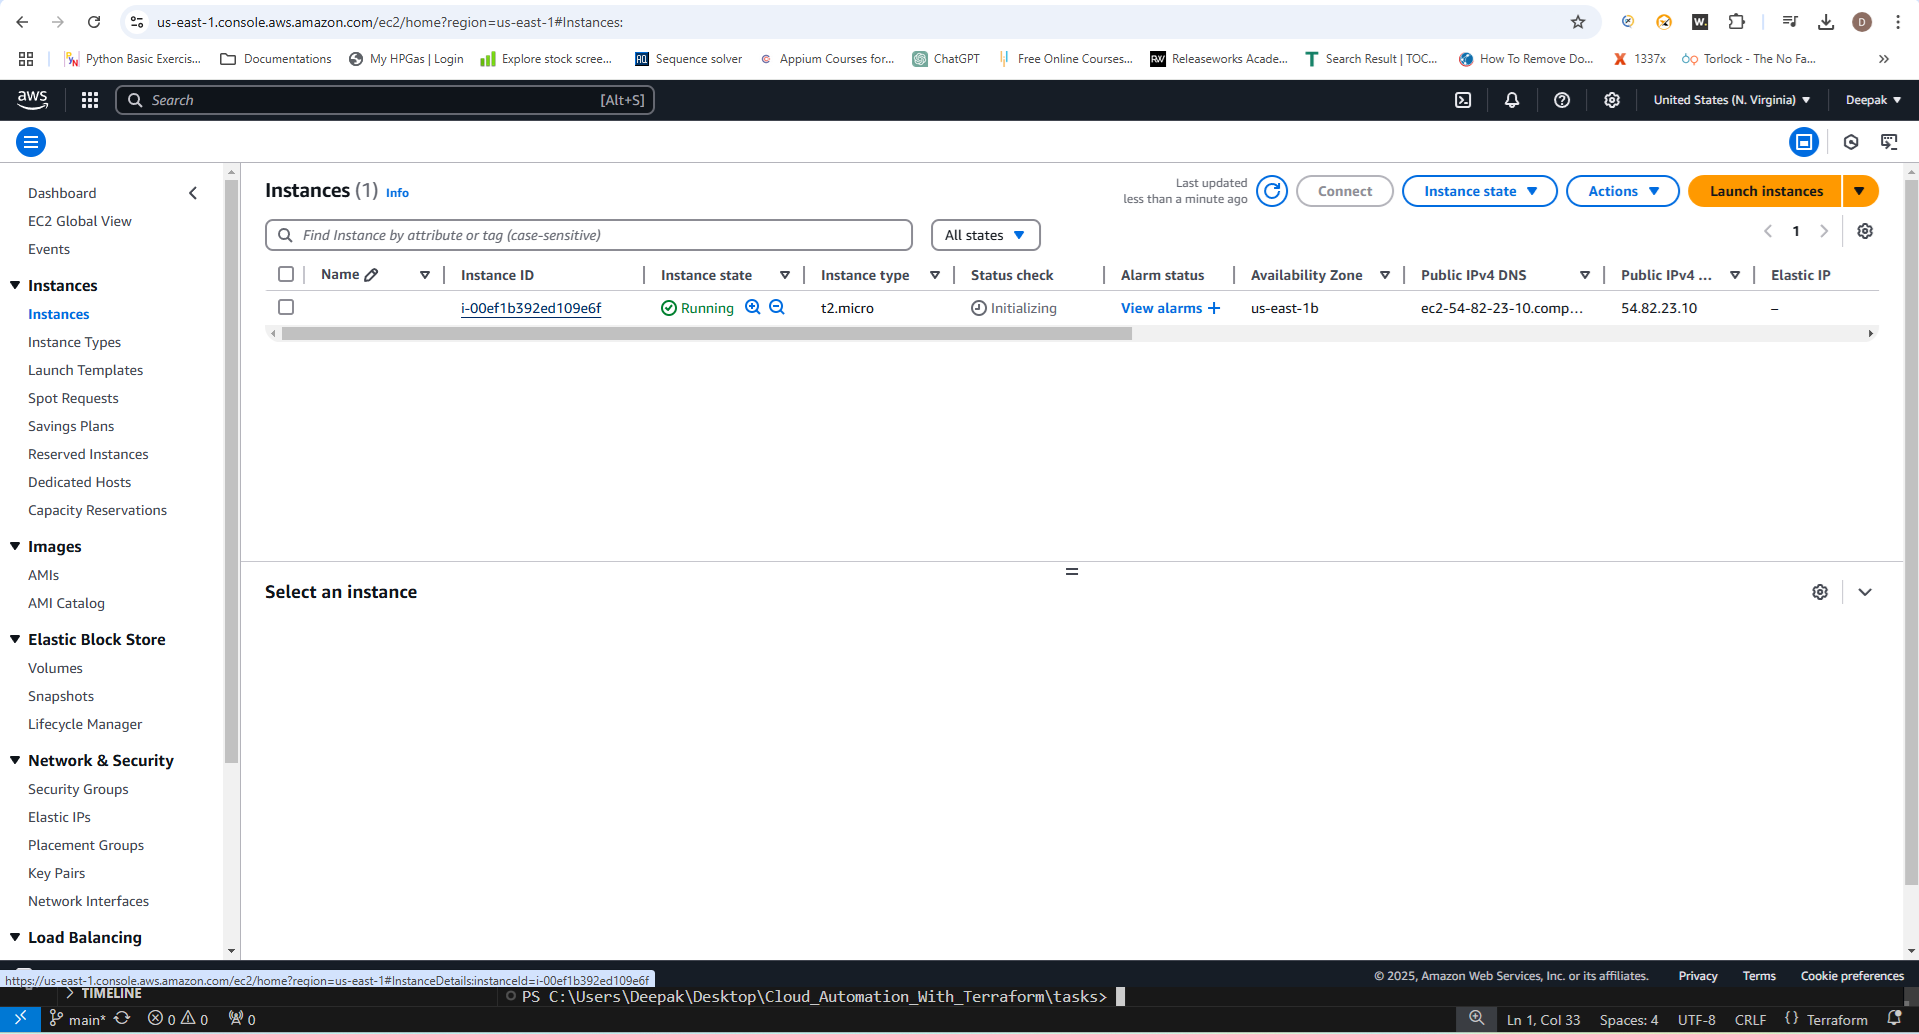 us-east-1.console.aws.amazon.com/ec2/home?region=us-east-1#Instances:
W.
D
Python Basic Exercis...
Documentations
My HPGas | Login
Explore stock scree...
Sequence solver
Appium Courses for...
ChatGPT
Free Online Courses...
Releaseworks Acade...
Search Result | TOC...
How To Remove Do...
1337x
Torlock - The No Fa...
aws
Search
[Alt+S]
United States (N. Virginia)
Deepak
Dashboard
EC2 Global View
Events
Instances
Instances
Instance Types
Launch Templates
Spot Requests
Savings Plans
Reserved Instances
Dedicated Hosts
Capacity Reservations
Images
AMIs
AMI Catalog
Elastic Block Store
Volumes
Snapshots
Lifecycle Manager
Network & Security
Security Groups
Elastic IPs
Placement Groups
Key Pairs
Network Interfaces
Load Balancing
Instances (1) Info
Last updated
less than a minute ago
Connect
Instance state
Actions
Launch instances
Find Instance by attribute or tag (case-sensitive)
All states
1
Name
Instance ID
Instance state
Instance type
Status check
Alarm status
Availability Zone
Public IPv4 DNS
Public IPv4 ...
Elastic IP
i-00ef1b392ed109e6f
Running
t2.micro
Initializing
View alarms +
us-east-1b
ec2-54-82-23-10.comp...
54.82.23.10
–
Select an instance
© 2025, Amazon Web Services, Inc. or its affiliates.
Privacy
Terms
Cookie preferences
https://us-east-1.console.aws.amazon.com/ec2/home?region=us-east-1#InstanceDetails:instanceId=i-00ef1b392ed109e6f
TIMELINE
PS C:\Users\Deepak\Desktop\Cloud_Automation_With_Terraform\tasks>
main*
0
0
0
Ln 1, Col 33
Spaces: 4
UTF-8
CRLF
{} Terraform